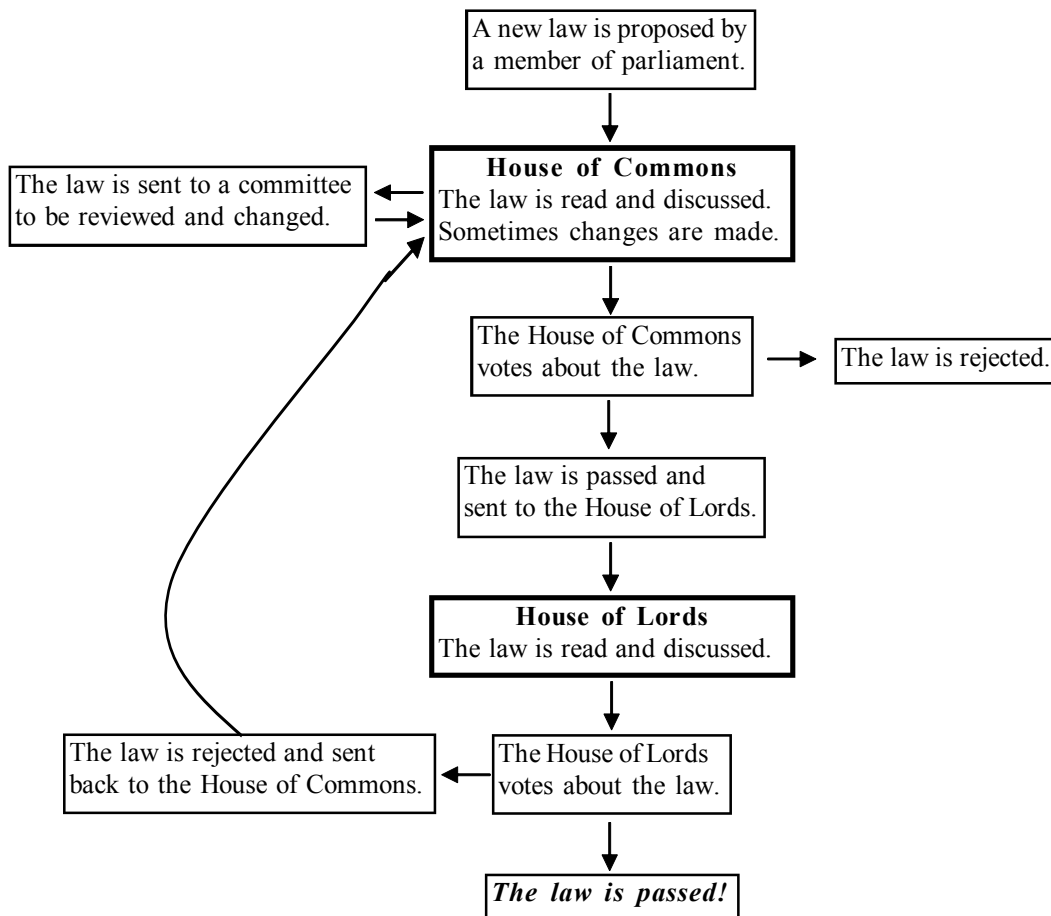 A new law is proposed by
a member of parliament.
House of Commons
The law is read and discussed.
Sometimes changes are made.
The law is sent to a committee
to be reviewed and changed.
The House of Commons
votes about the law.
The law is rejected.
The law is passed and
sent to the House of Lords.
House of Lords
The law is read and discussed.
The House of Lords
votes about the law.
The law is rejected and sent
back to the House of Commons.
The law is passed!